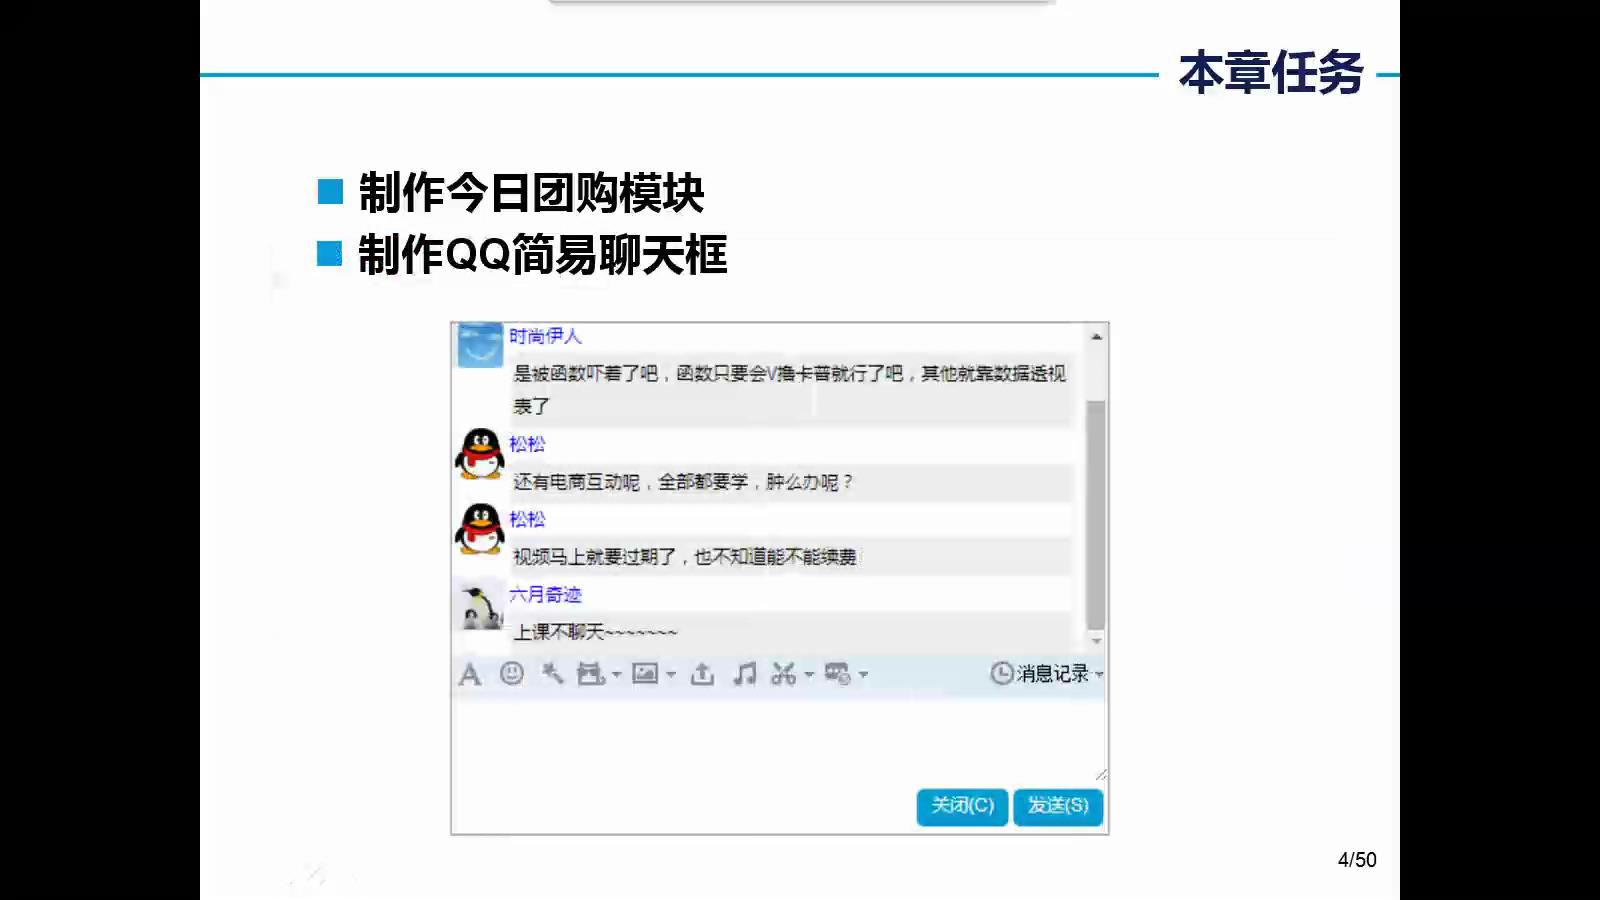 本章任务
制作今日团购模块
制作QQ简易聊天框
时尚伊人
是被函数吓着了吧，函数只要会V撸卡普就行了吧，其他就靠数据透视
表了
松松
还有电商互动呢，全部都要学，肿么办呢？
松松
视频马上就要过期了，也不知道能不能续费
六月奇迹
上课不聊天~~~~~~~
消息记录
关闭(C) 发送(S)
4/50